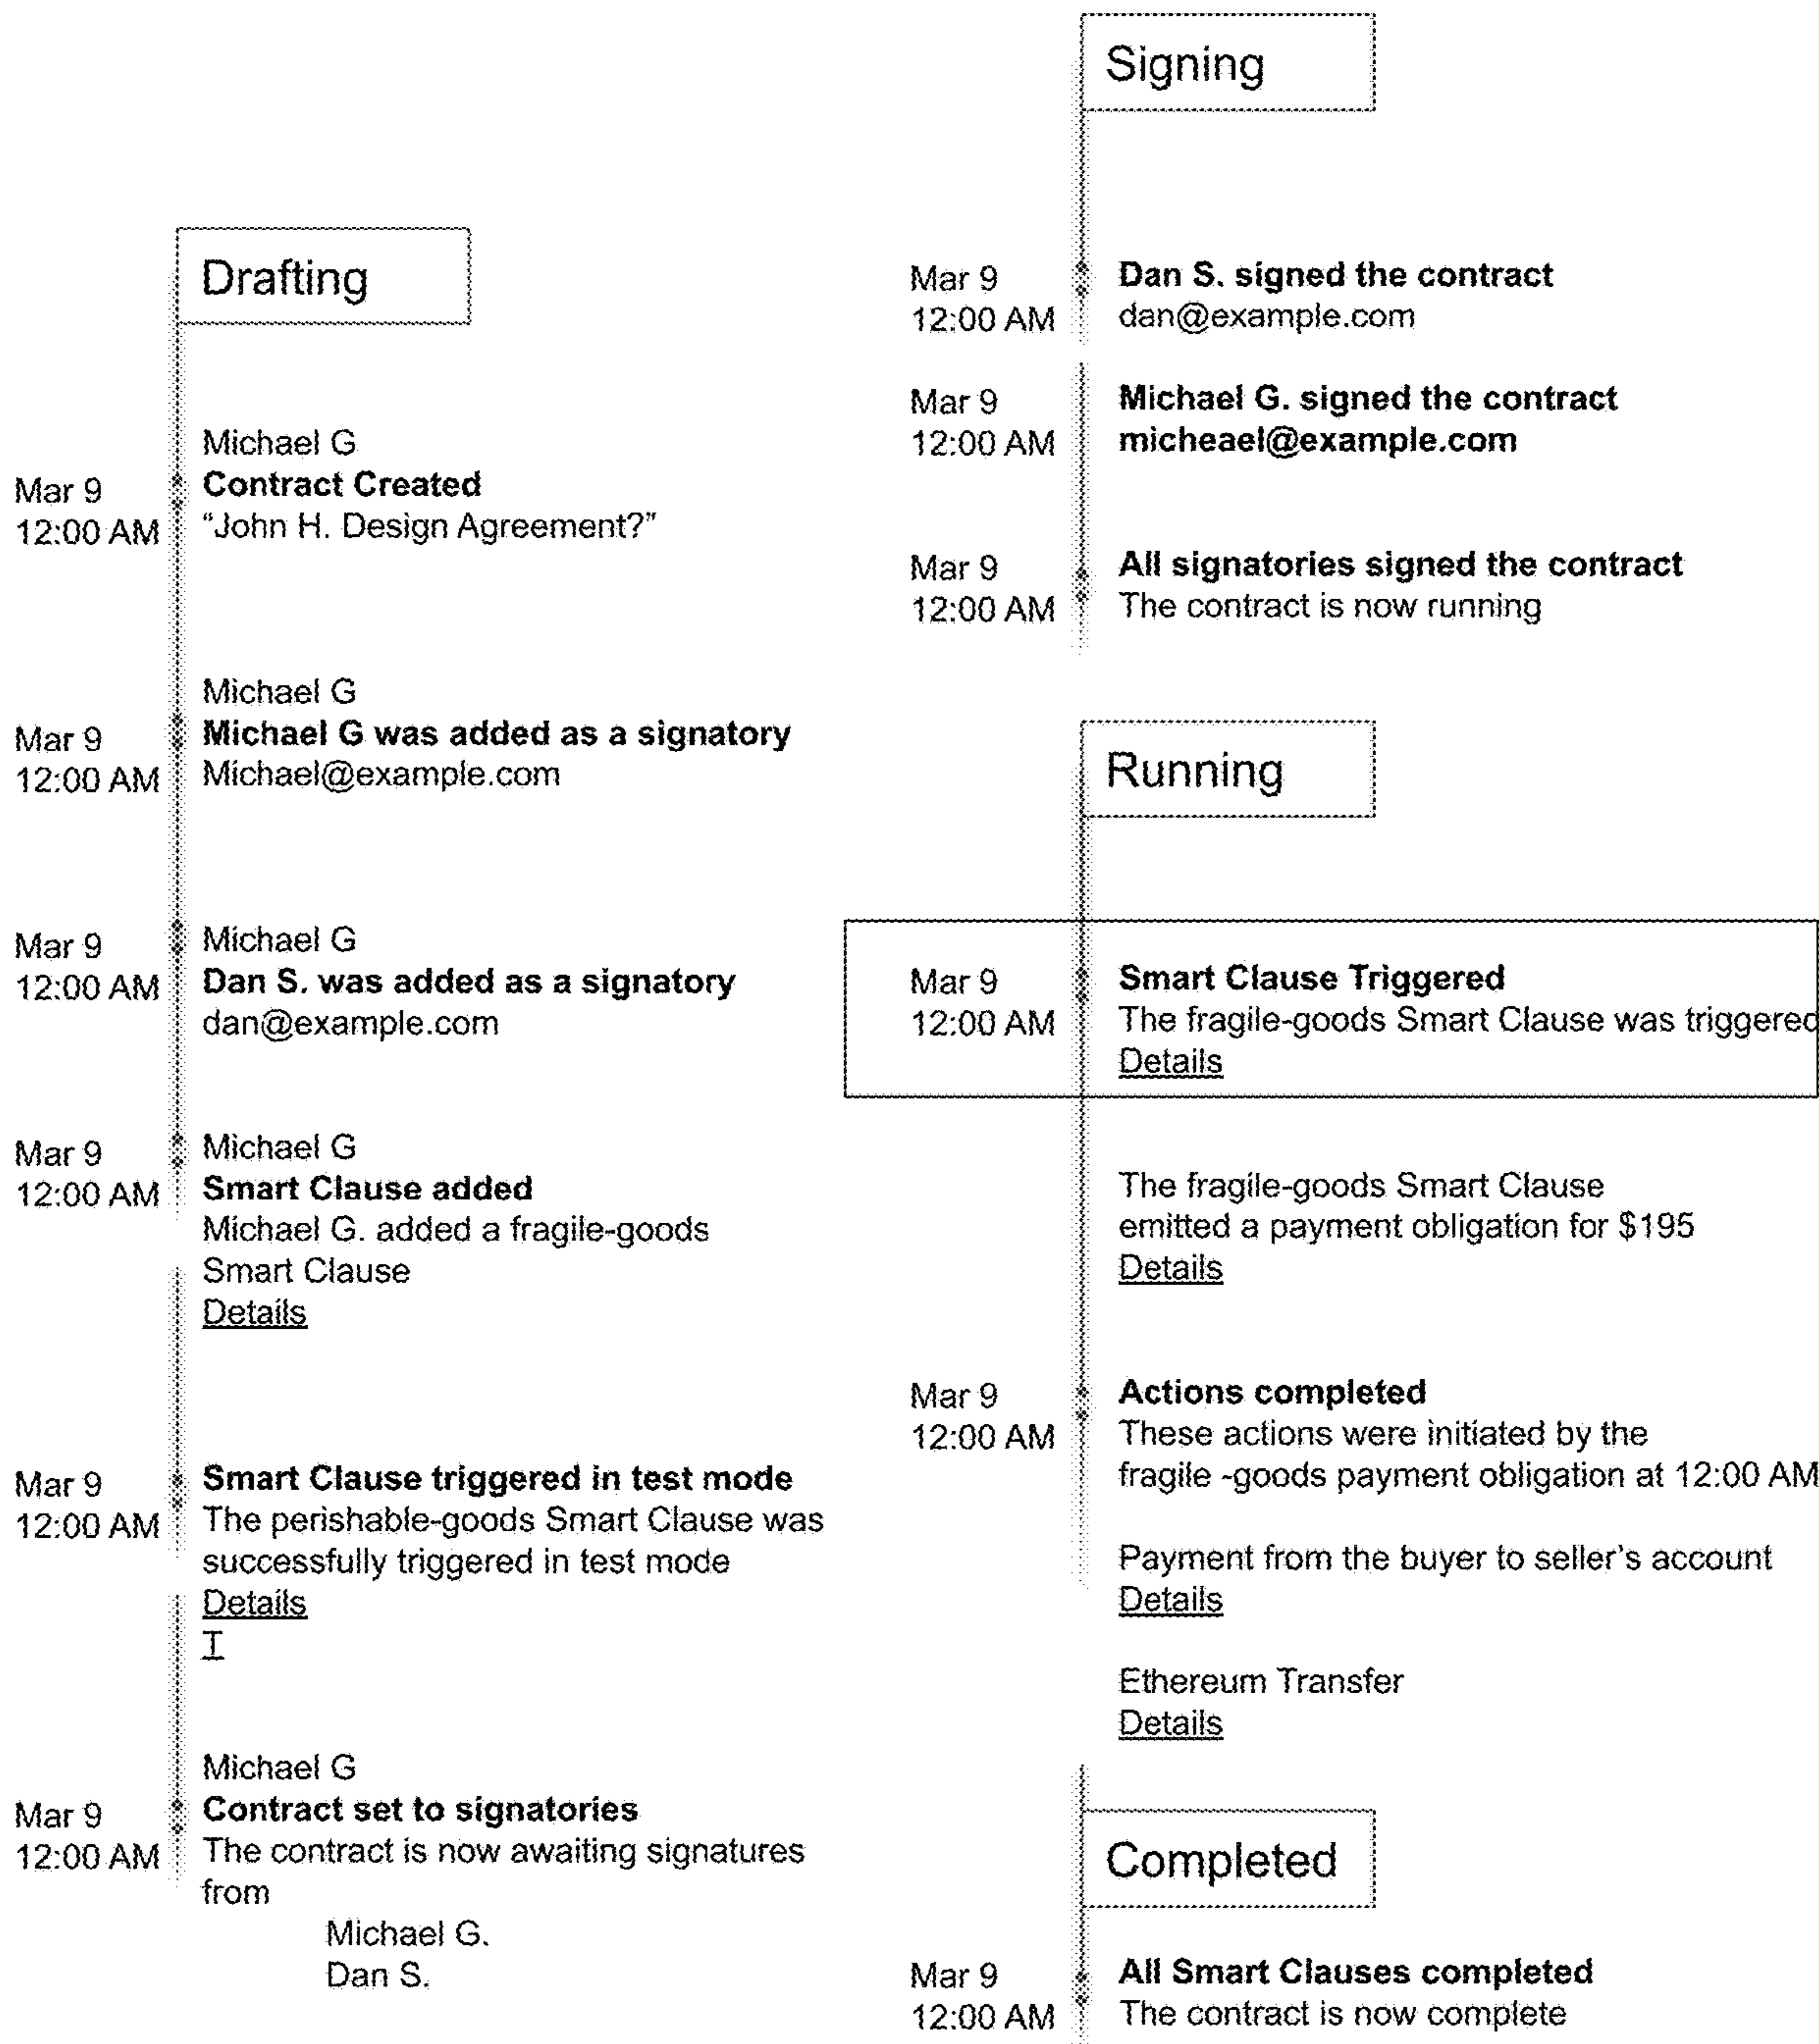 Drafting
Michael G
Mar 9
Contract Created
12:00 AM
“John H. Design Agreement?”
Michael G
Mar 9
Michael G was added as a signatory
12:00 AM
Michael@example.com
Mar 9
Michael G
12:00 AM
Dan S. was added as a signatory
dan@example.com
Mar 9
Michael G
12:00 AM
Smart Clause added
Michael G. added a fragile-goods
Smart Clause
Details
Mar 9
Smart Clause triggered in test mode
12:00 AM
The perishable-goods Smart Clause was
successfully triggered in test mode
Details
Michael G
Mar 9
Contract set to signatories
12:00 AM
The contract is now awaiting signatures
from
Michael G.
Dan S.
Signing
Mar 9
Dan S. signed the contract
12:00 AM
dan@example.com
Mar 9
Michael G. signed the contract
12:00 AM
micheael@example.com
Mar 9
All signatories signed the contract
12:00 AM
The contract is now running
Running
Mar 9
Smart Clause Triggered
12:00 AM
The fragile-goods Smart Clause was triggered
Details
The fragile-goods Smart Clause
emitted a payment obligation for $195
Details
Mar 9
Actions completed
12:00 AM
These actions were initiated by the
fragile -goods payment obligation at 12:00 AM
Payment from the buyer to seller's account
Details
Ethereum Transfer
Details
Completed
Mar 9
All Smart Clauses completed
12:00 AM
The contract is now complete